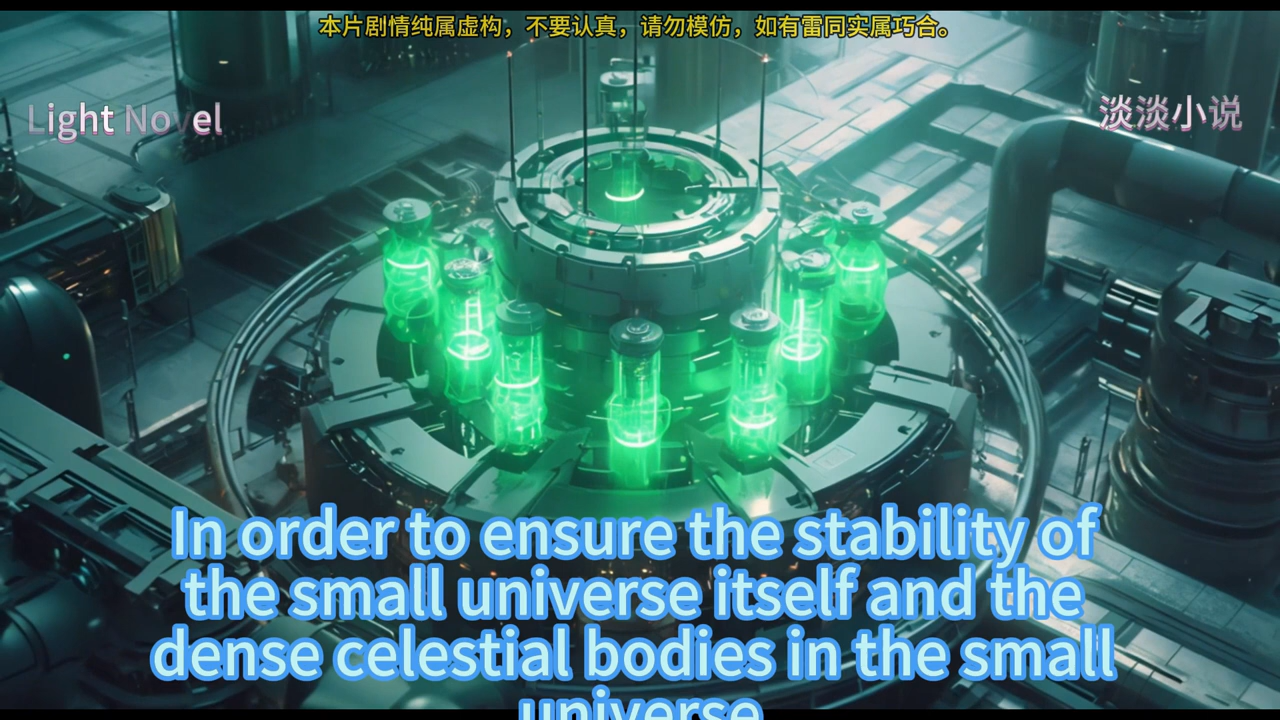 本片剧情纯属虚构，不要认真，请勿模仿，如有雷同实属巧合。
Light Novel
淡淡小说
In order to ensure the stability of
the small universe itself and the
dense celestial bodies in the small
universe